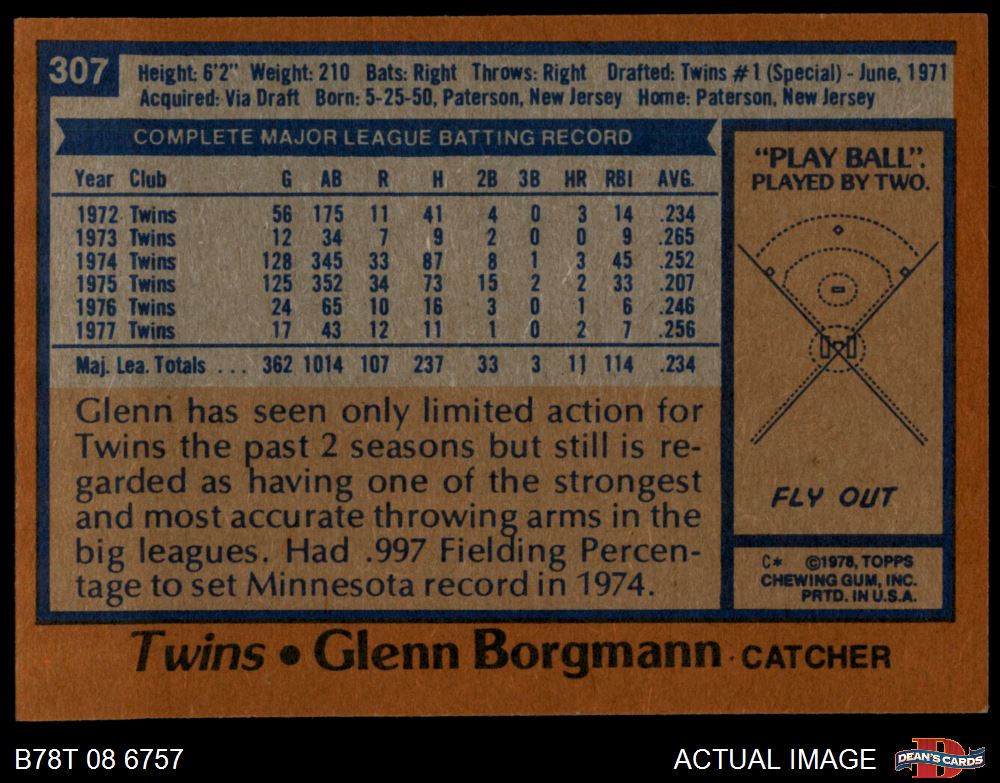 307
Height: 6'2" Weight: 210 Bats: Right Throws: Right Drafted: Twins #1 (Special) - June, 1971
Acquired: Via Draft Born: 5-25-50, Paterson, New Jersey Home: Paterson, New Jersey
COMPLETE MAJOR LEAGUE BATTING RECORD
Year Club G AB R H 2B 3B HR RBI AVG.
1972 Twins 56 175 11 41 4 0 3 14 .234
1973 Twins 12 34 7 9 2 0 0 9 .265
1974 Twins 128 345 33 87 8 1 3 45 .252
1975 Twins 125 352 34 73 15 2 2 33 .207
1976 Twins 24 65 10 16 3 0 1 6 .246
1977 Twins 17 43 12 11 1 0 2 7 .256
Maj. Lea. Totals ... 362 1014 107 237 33 3 11 114 .234
Glenn has seen only limited action for
Twins the past 2 seasons but still is re-
garded as having one of the strongest
and most accurate throwing arms in the
big leagues. Had .997 Fielding Percen-
tage to set Minnesota record in 1974.
"PLAY BALL".
PLAYED BY TWO.
FLY OUT
C* ©1978, TOPPS
CHEWING GUM, INC.
PRTD. IN U.S.A.
Twins • Glenn Borgmann · CATCHER
B78T 08 6757
ACTUAL IMAGE
D
DEAN'S CARDS